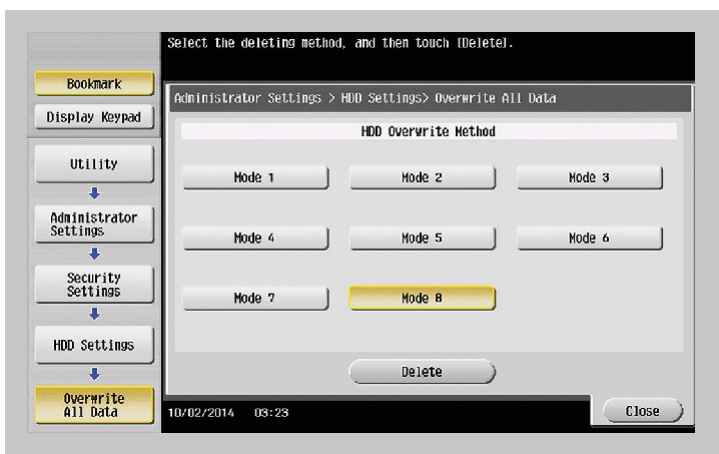 Select the deleting method, and then touch [Delete].
Bookmark
Display Keypad
Administrator Settings > HDD Settings> Overwrite All Data
HDD Overwrite Method
Utility
Administrator
Settings
Security
Settings
HDD Settings
Overwrite
All Data
Mode 1
Mode 2
Mode 3
Mode 4
Mode 5
Mode 6
Mode 7
Mode 8
Delete
10/02/2014 03:23
Close